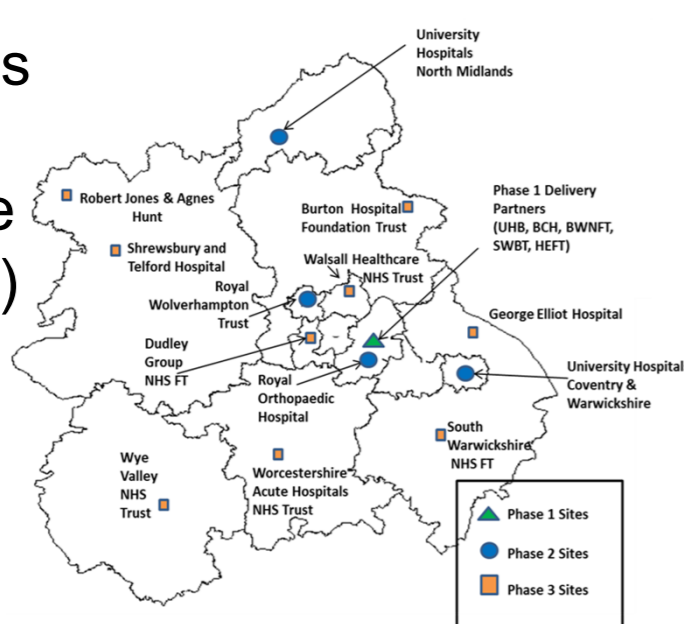 s
e
)
University
Hospitals
North Midlands
Robert Jones & Agnes
Hunt
Shrewsbury and
Telford Hospital
Burton Hospital
Foundation Trust
Phase 1 Delivery
Partners
(UHB, BCH, BWNFT,
SWBT, HEFT)
Walsall Healthcare
NHS Trust
Royal
Wolverhampton
Trust
George Elliot Hospital
Dudley
Group
NHS FT
Royal
Orthopaedic
Hospital
University Hospital
Coventry &
Warwickshire
South
Warwickshire
NHS FT
Wye
Valley
NHS
Trust
Worcestershire
Acute Hospitals
NHS Trust
Phase 1 Sites
Phase 2 Sites
Phase 3 Sites